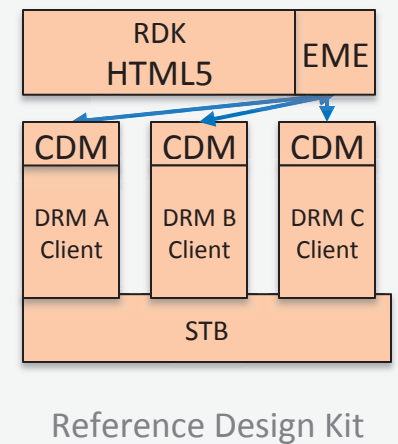 RDK
HTML5
EME
CDM
CDM
CDM
DRM A
Client
DRM B
Client
DRM C
Client
STB
Reference Design Kit